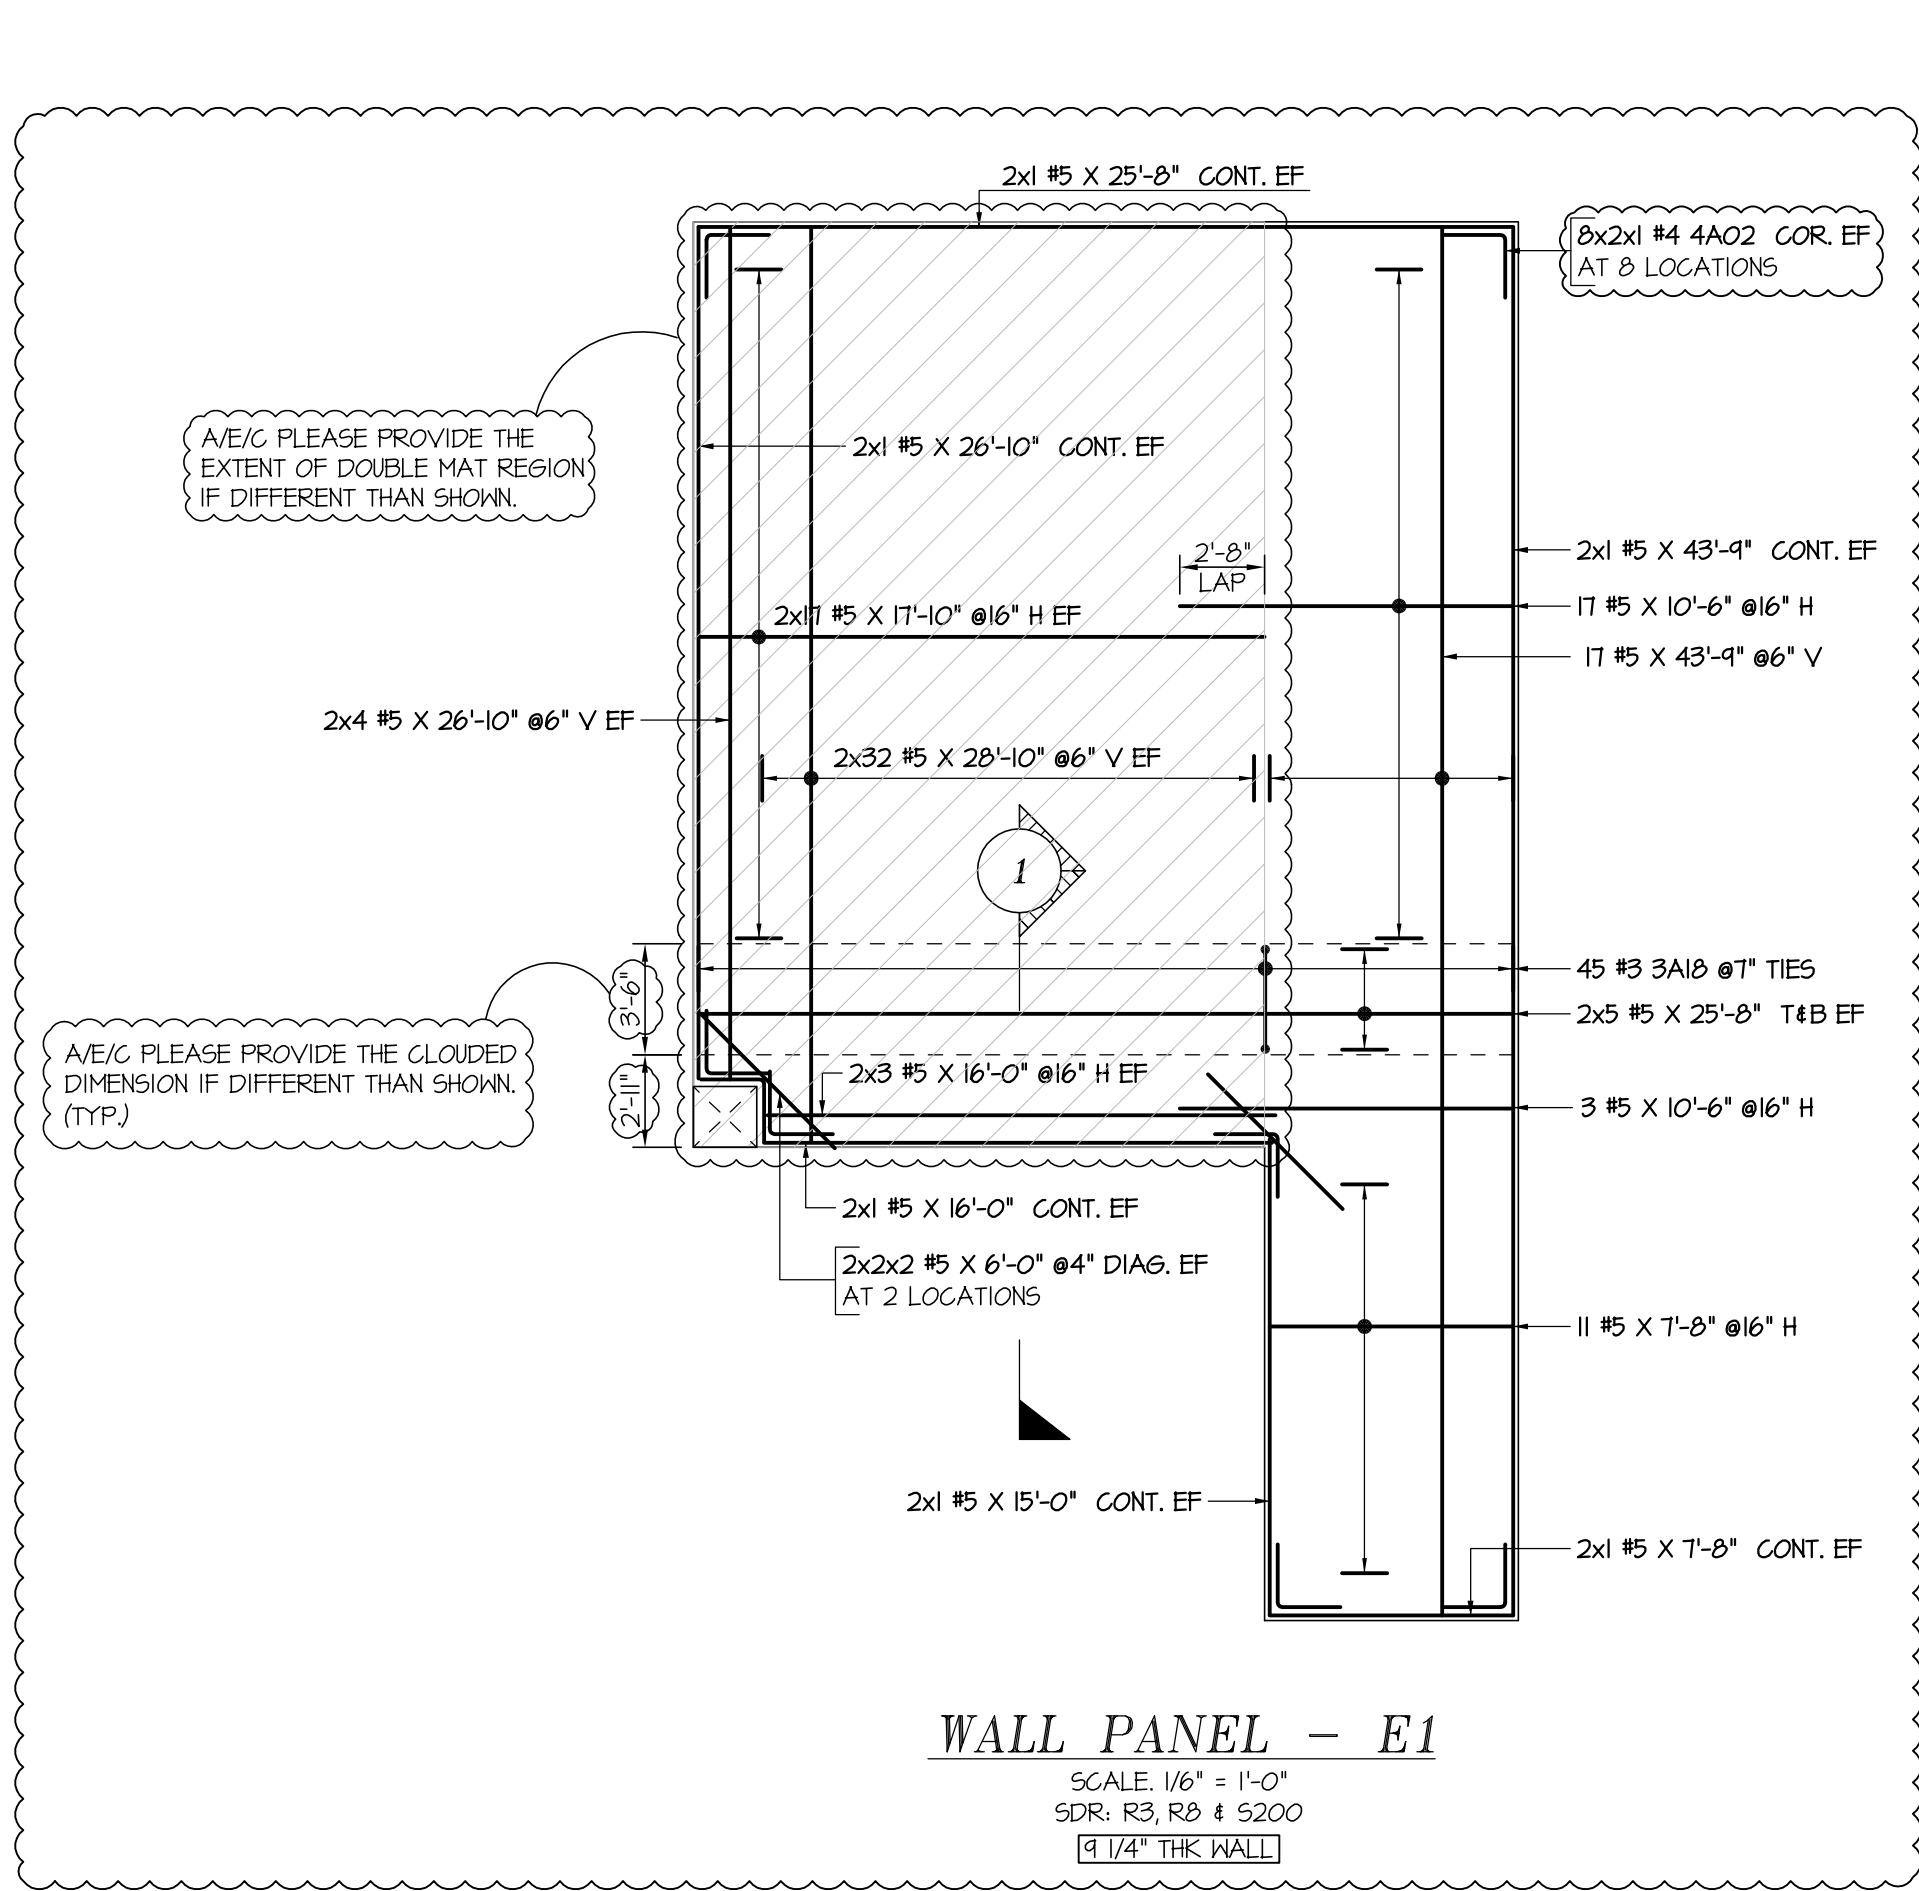 2x1 #5 X 25'-8" CONT. EF
8x2x1 #4 4A02 COR. EF
AT 8 LOCATIONS
A/E/C PLEASE PROVIDE THE
EXTENT OF DOUBLE MAT REGION
IF DIFFERENT THAN SHOWN.
2x1 #5 X 26'-10" CONT. EF
2'-8"
LAP
2x1 #5 X 43'-9" CONT. EF
2x17 #5 X 17'-10" @16" H EF
17 #5 X 10'-6" @16" H
17 #5 X 43'-9" @6" V
2x4 #5 X 26'-10" @6" V EF
2x32 #5 X 28'-10" @6" V EF
1
3'-6"
45 #3 3A18 @7" TIES
2x5 #5 X 25'-8" T&B EF
A/E/C PLEASE PROVIDE THE CLOUDED
DIMENSION IF DIFFERENT THAN SHOWN.
(TYP.)
2'-11"
2x3 #5 X 16'-0" @16" H EF
3 #5 X 10'-6" @16" H
2x1 #5 X 16'-0" CONT. EF
2x2x2 #5 X 6'-0" @4" DIAG. EF
AT 2 LOCATIONS
11 #5 X 7'-8" @16" H
2x1 #5 X 15'-0" CONT. EF
2x1 #5 X 7'-8" CONT. EF
WALL PANEL - E1
SCALE. 1/6" = 1'-0"
SDR: R3, R8 & S200
9 1/4" THK WALL